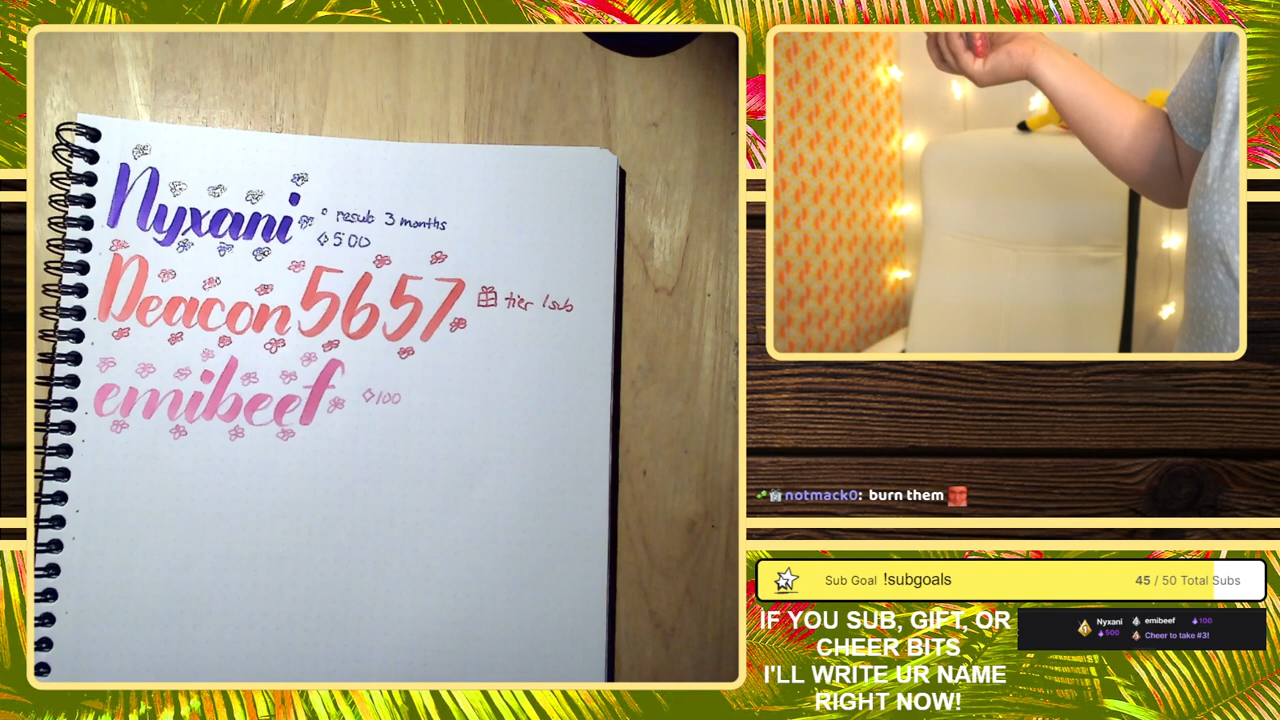 Nyxani
° resub 3 months
◇500
Deacon5657
tier 1 sub
emibeef
◇100
notmack0: burn them
Sub Goal !subgoals
45 / 50 Total Subs
IF YOU SUB, GIFT, OR
CHEER BITS
I'LL WRITE UR NAME
RIGHT NOW!
1
Nyxani
500
emibeef 100
Cheer to take #3!